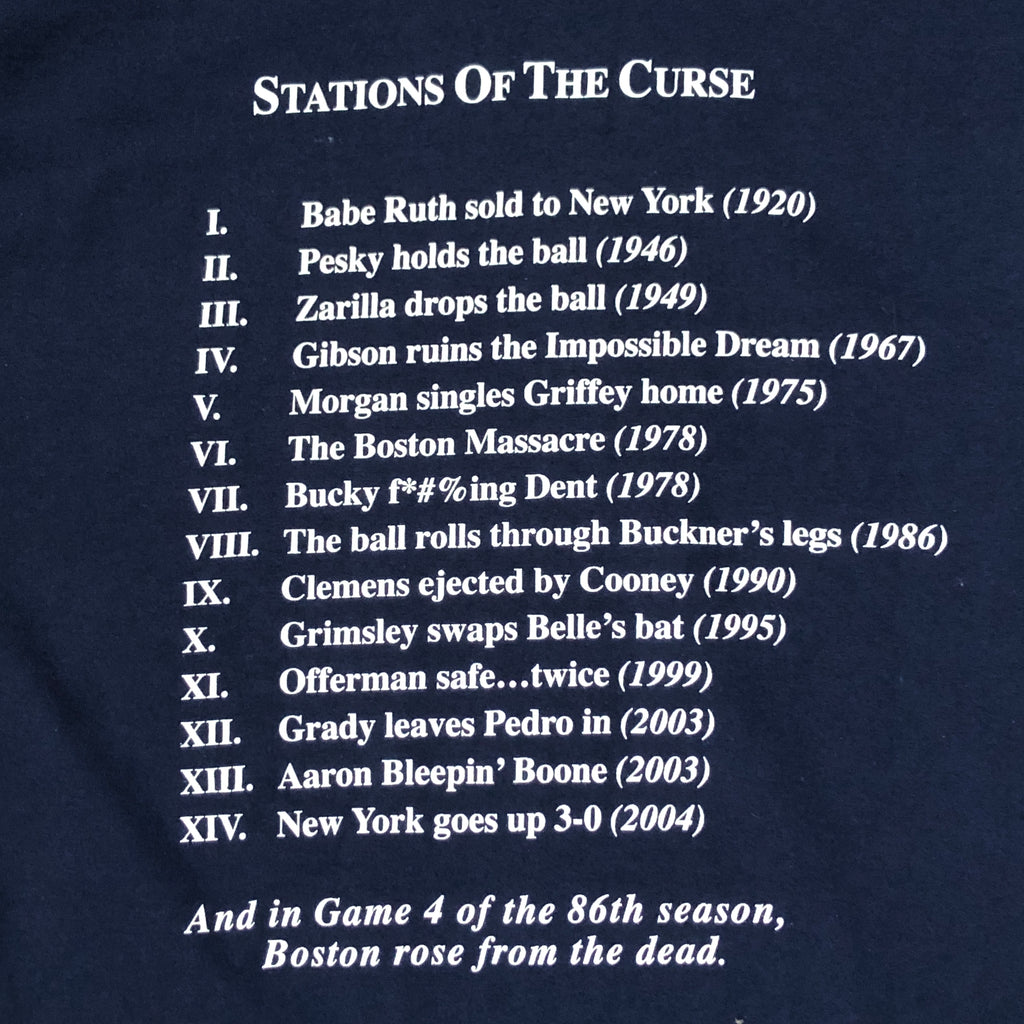 STATIONS OF THE CURSE
I. Babe Ruth sold to New York (1920)
II. Pesky holds the ball (1946)
III. Zarilla drops the ball (1949)
IV. Gibson ruins the Impossible Dream (1967)
V. Morgan singles Griffey home (1975)
VI. The Boston Massacre (1978)
VII. Bucky f*#%ing Dent (1978)
VIII. The ball rolls through Buckner's legs (1986)
IX. Clemens ejected by Cooney (1990)
X. Grimsley swaps Belle's bat (1995)
XI. Offerman safe...twice (1999)
XII. Grady leaves Pedro in (2003)
XIII. Aaron Bleepin' Boone (2003)
XIV. New York goes up 3-0 (2004)
And in Game 4 of the 86th season,
Boston rose from the dead.